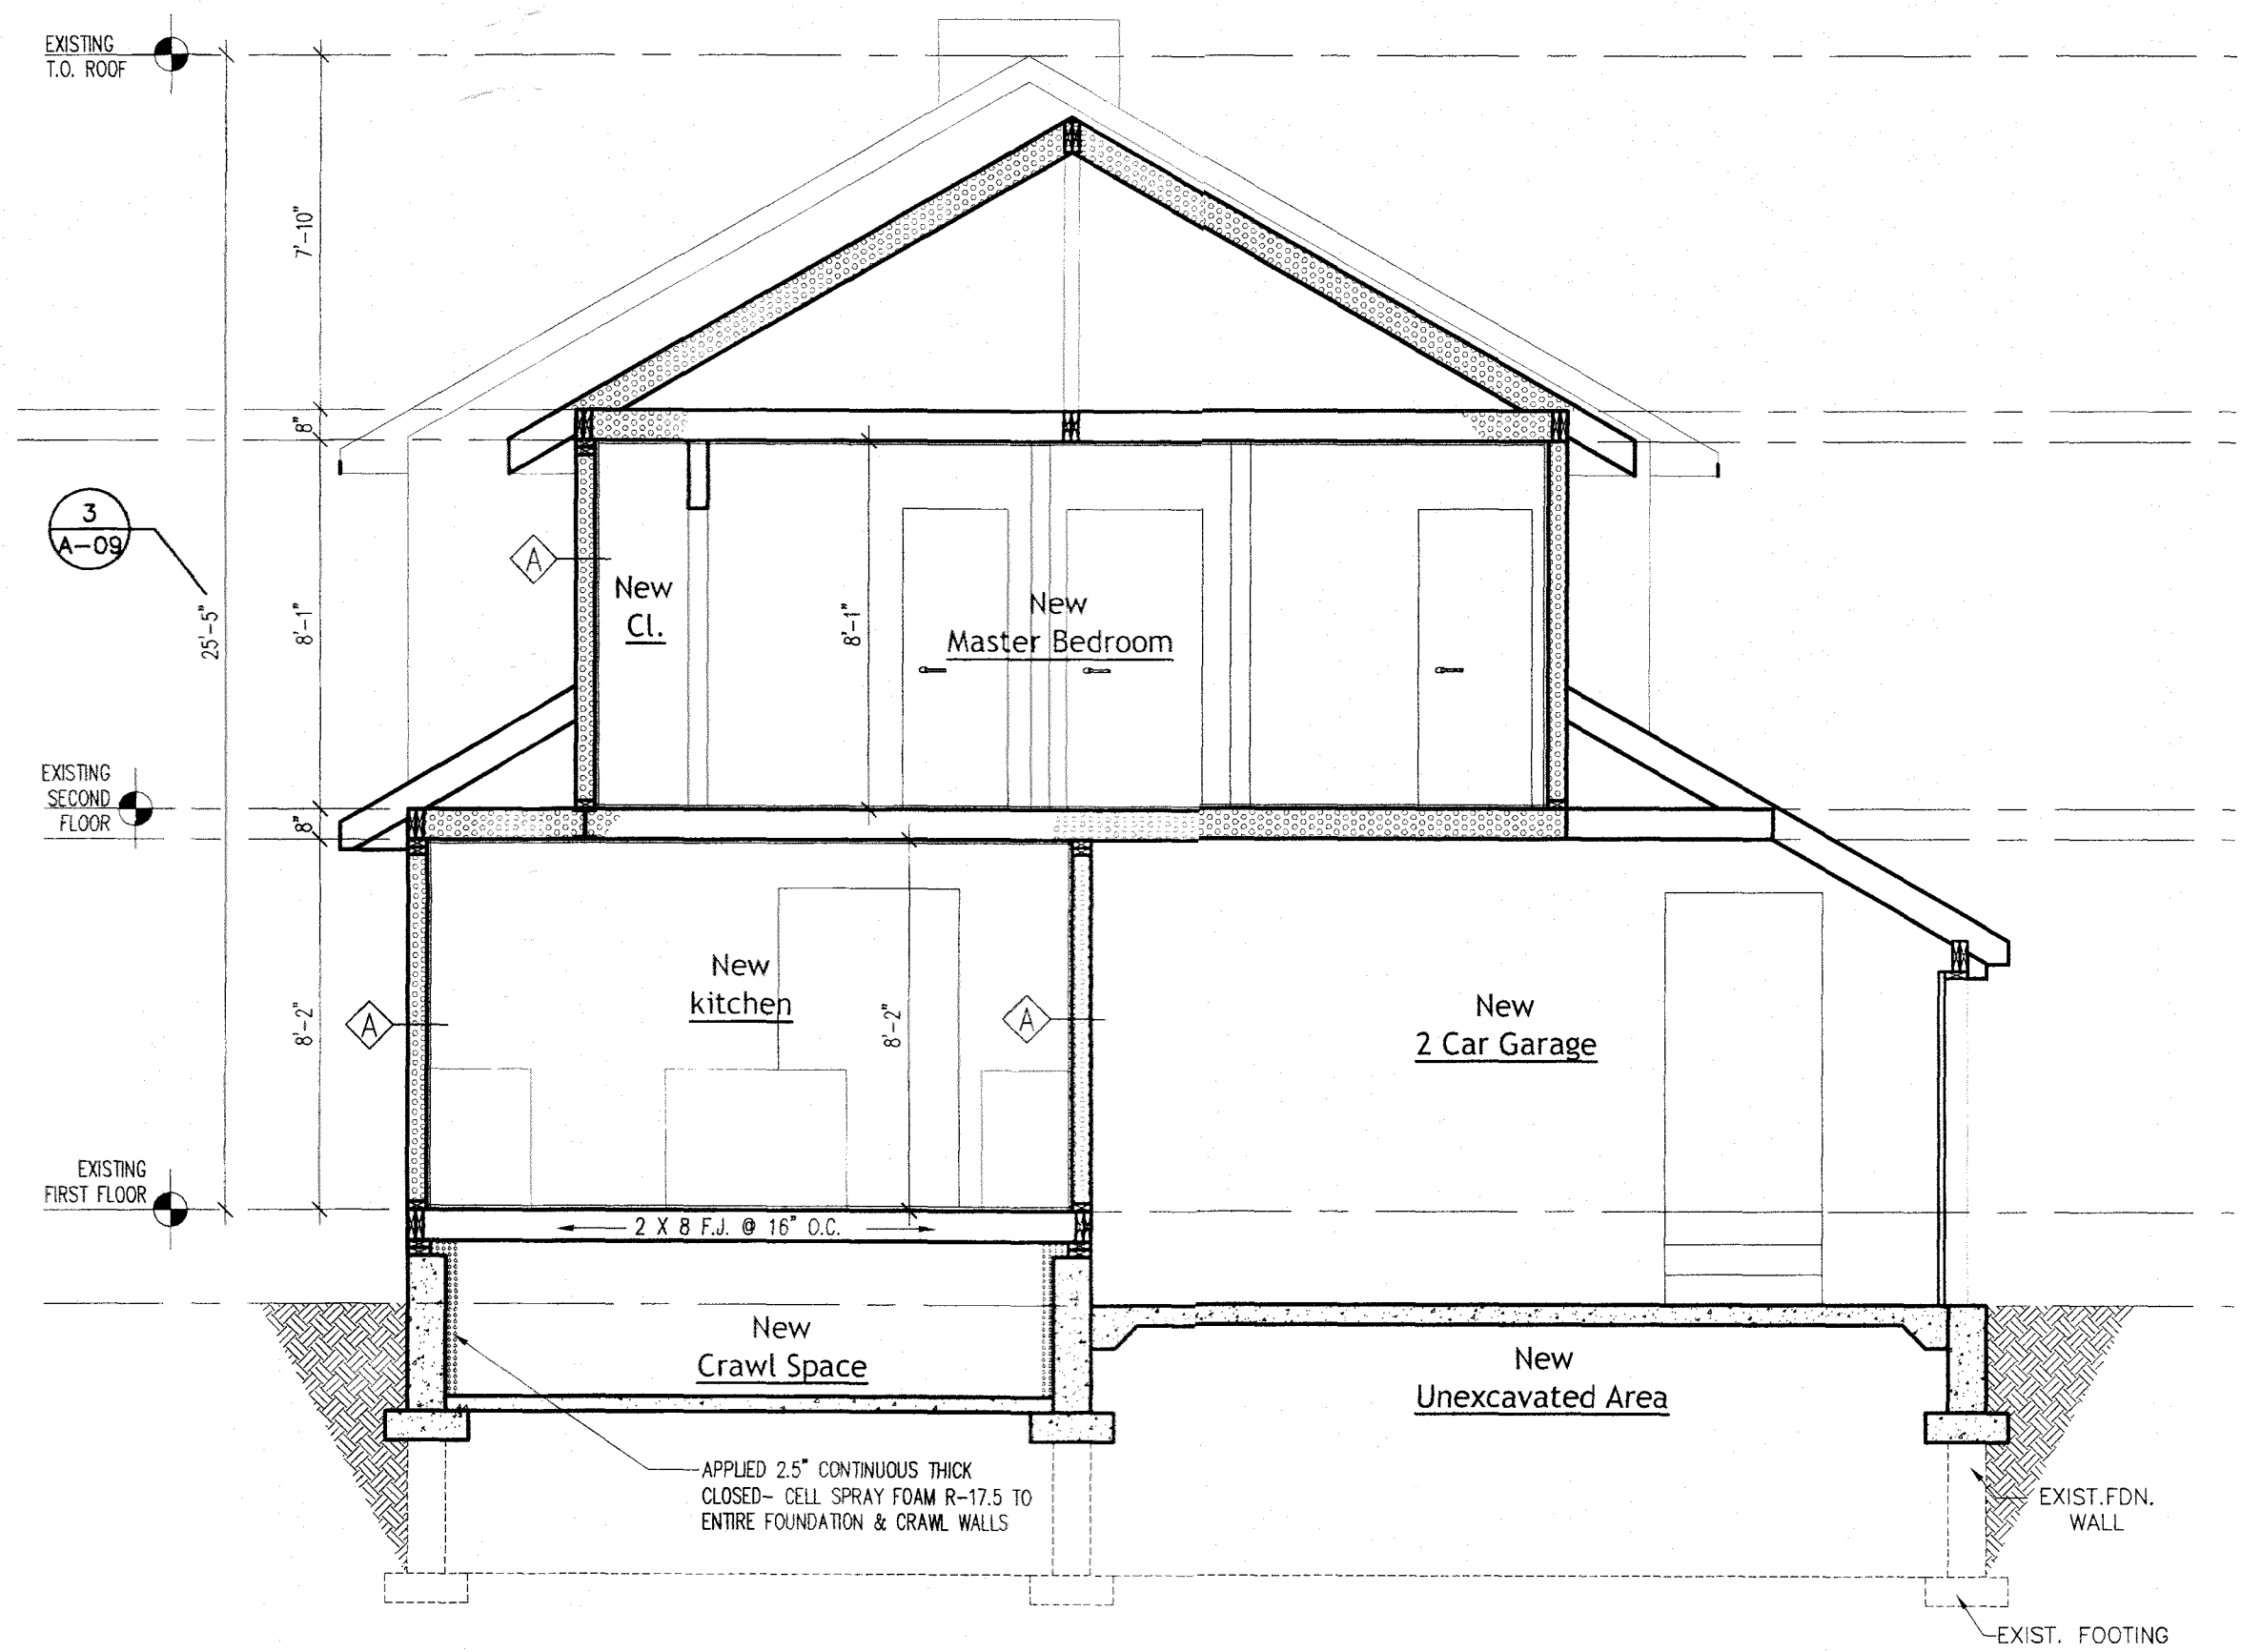 EXISTING
T.O. ROOF
7'-10"
8"
3
A-09
25'-5"
8'-1"
A
New
Cl.
8'-1"
New
Master Bedroom
EXISTING
SECOND
FLOOR
8"
New
kitchen
8'-2"
A
8'-2"
A
New
2 Car Garage
EXISTING
FIRST FLOOR
2 X 8 F.J. @ 16" O.C.
New
Crawl Space
New
Unexcavated Area
APPLIED 2.5" CONTINUOUS THICK
CLOSED- CELL SPRAY FOAM R-17.5 TO
ENTIRE FOUNDATION & CRAWL WALLS
EXIST.FDN.
WALL
EXIST. FOOTING